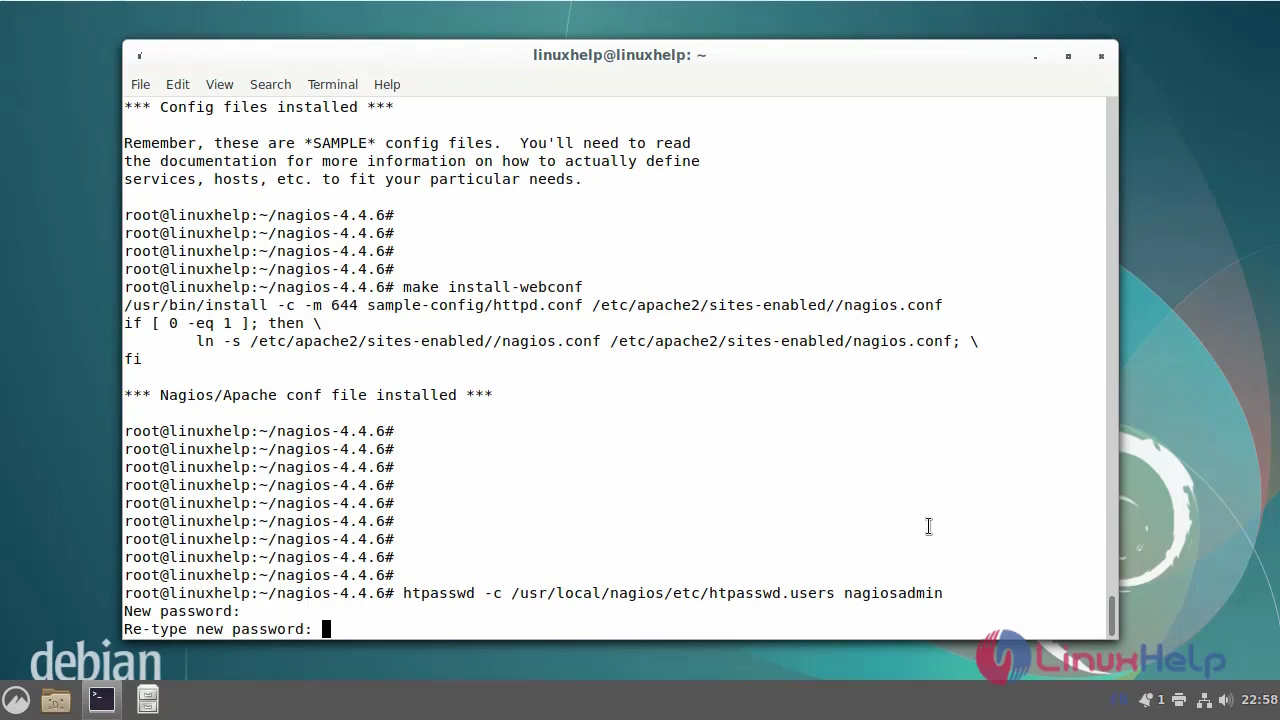 linuxhelp@linuxhelp: ~
File Edit View Search Terminal Help
*** Config files installed ***
Remember, these are *SAMPLE* config files.  You'll need to read
the documentation for more information on how to actually define
services, hosts, etc. to fit your particular needs.
root@linuxhelp:~/nagios-4.4.6#
root@linuxhelp:~/nagios-4.4.6#
root@linuxhelp:~/nagios-4.4.6#
root@linuxhelp:~/nagios-4.4.6#
root@linuxhelp:~/nagios-4.4.6# make install-webconf
/usr/bin/install -c -m 644 sample-config/httpd.conf /etc/apache2/sites-enabled//nagios.conf
if [ 0 -eq 1 ]; then \
        ln -s /etc/apache2/sites-enabled//nagios.conf /etc/apache2/sites-enabled/nagios.conf; \
fi
*** Nagios/Apache conf file installed ***
root@linuxhelp:~/nagios-4.4.6#
root@linuxhelp:~/nagios-4.4.6#
root@linuxhelp:~/nagios-4.4.6#
root@linuxhelp:~/nagios-4.4.6#
root@linuxhelp:~/nagios-4.4.6#
root@linuxhelp:~/nagios-4.4.6#
root@linuxhelp:~/nagios-4.4.6#
root@linuxhelp:~/nagios-4.4.6#
root@linuxhelp:~/nagios-4.4.6#
root@linuxhelp:~/nagios-4.4.6# htpasswd -c /usr/local/nagios/etc/htpasswd.users nagiosadmin
New password:
Re-type new password:
debian
LinuxHelp
1 22:58